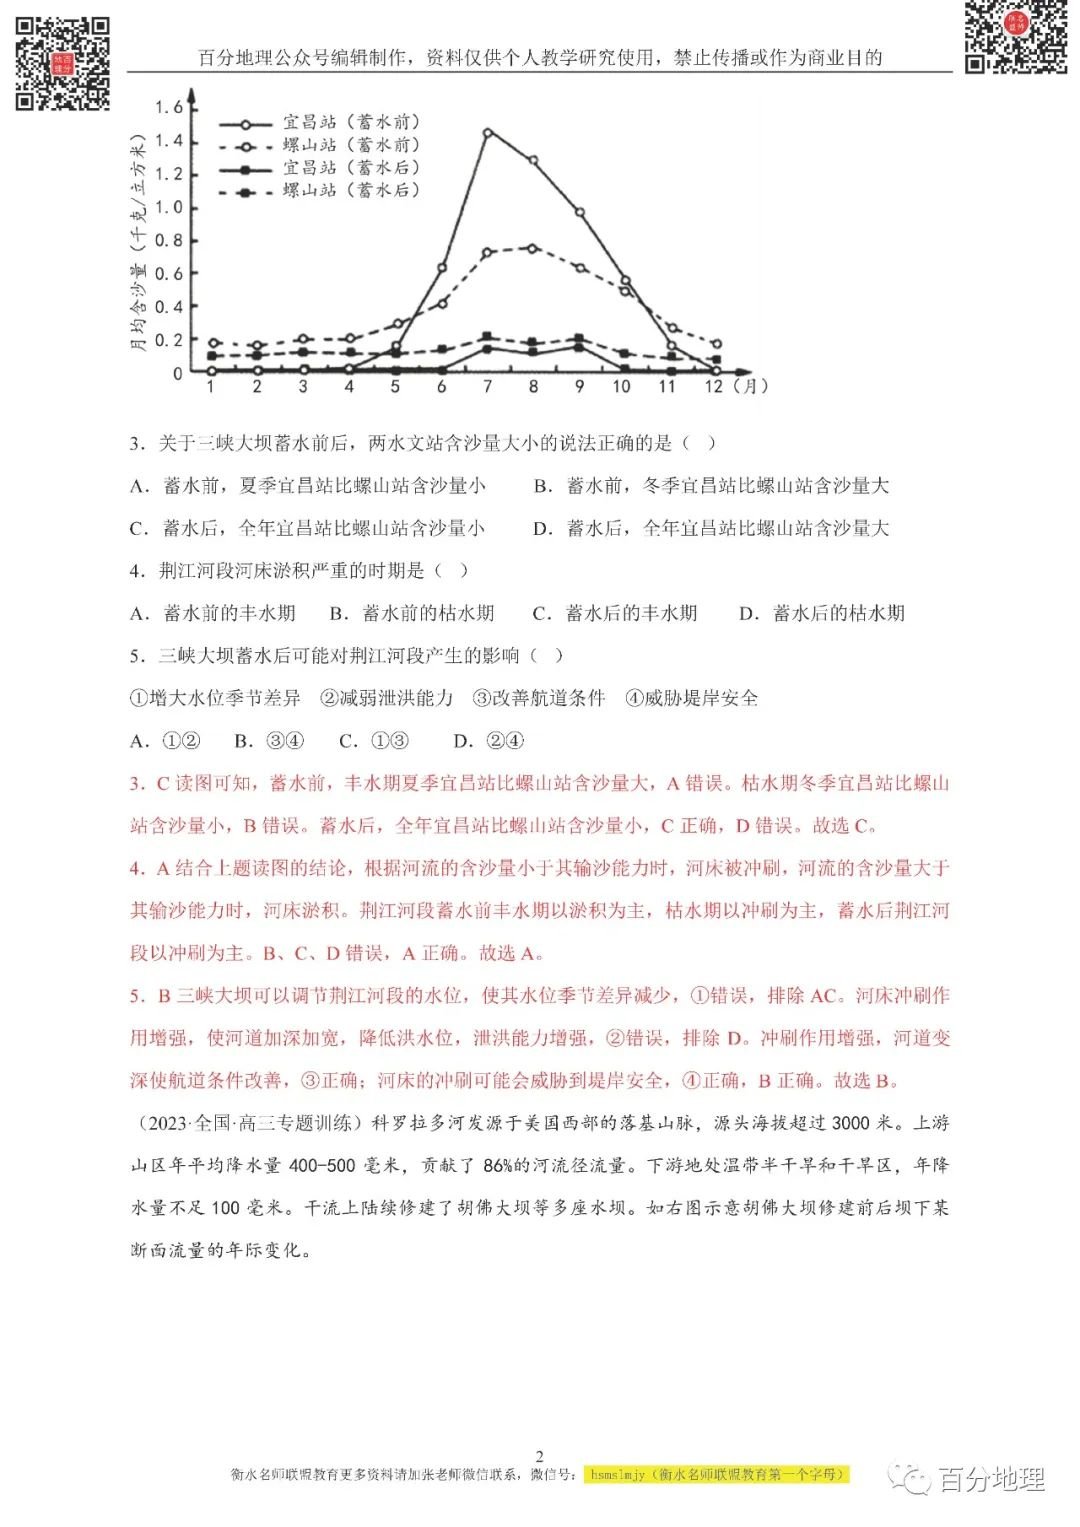 百分地理公众号编辑制作，资料仅供个人教学研究使用，禁止传播或作为商业目的
月均含沙量（千克/立方米）
1.6
1.4
1.2
1.0
0.8
0.6
0.4
0.2
0
宜昌站（蓄水前）
螺山站（蓄水前）
宜昌站（蓄水后）
螺山站（蓄水后）
1 2 3 4 5 6 7 8 9 10 11 12（月）
3．关于三峡大坝蓄水前后，两水文站含沙量大小的说法正确的是（ ）
A．蓄水前，夏季宜昌站比螺山站含沙量小 B．蓄水前，冬季宜昌站比螺山站含沙量大
C．蓄水后，全年宜昌站比螺山站含沙量小 D．蓄水后，全年宜昌站比螺山站含沙量大
4．荆江河段河床淤积严重的时期是（ ）
A．蓄水前的丰水期 B．蓄水前的枯水期 C．蓄水后的丰水期 D．蓄水后的枯水期
5．三峡大坝蓄水后可能对荆江河段产生的影响（ ）
①增大水位季节差异 ②减弱泄洪能力 ③改善航道条件 ④威胁堤岸安全
A．①② B．③④ C．①③ D．②④
3．C 读图可知，蓄水前，丰水期夏季宜昌站比螺山站含沙量大，A 错误。枯水期冬季宜昌站比螺山
站含沙量小，B 错误。蓄水后，全年宜昌站比螺山站含沙量小，C 正确，D 错误。故选 C。
4．A 结合上题读图的结论，根据河流的含沙量小于其输沙能力时，河床被冲刷，河流的含沙量大于
其输沙能力时，河床淤积。荆江河段蓄水前丰水期以淤积为主，枯水期以冲刷为主，蓄水后荆江河
段以冲刷为主。B、C、D 错误，A 正确。故选 A。
5．B 三峡大坝可以调节荆江河段的水位，使其水位季节差异减少，①错误，排除 AC。河床冲刷作
用增强，使河道加深加宽，降低洪水位，泄洪能力增强，②错误，排除 D。冲刷作用增强，河道变
深使航道条件改善，③正确；河床的冲刷可能会威胁到堤岸安全，④正确，B 正确。故选 B。
（2023·全国·高三专题训练）科罗拉多河发源于美国西部的落基山脉，源头海拔超过 3000 米。上游
山区年平均降水量 400-500 毫米，贡献了 86%的河流径流量。下游地处温带半干旱和干旱区，年降
水量不足 100 毫米。干流上陆续修建了胡佛大坝等多座水坝。如右图示意胡佛大坝修建前后坝下某
断面流量的年际变化。
2
衡水名师联盟教育更多资料请加张老师微信联系，微信号： hsmslmjy（衡水名师联盟教育第一个字母）
百分地理